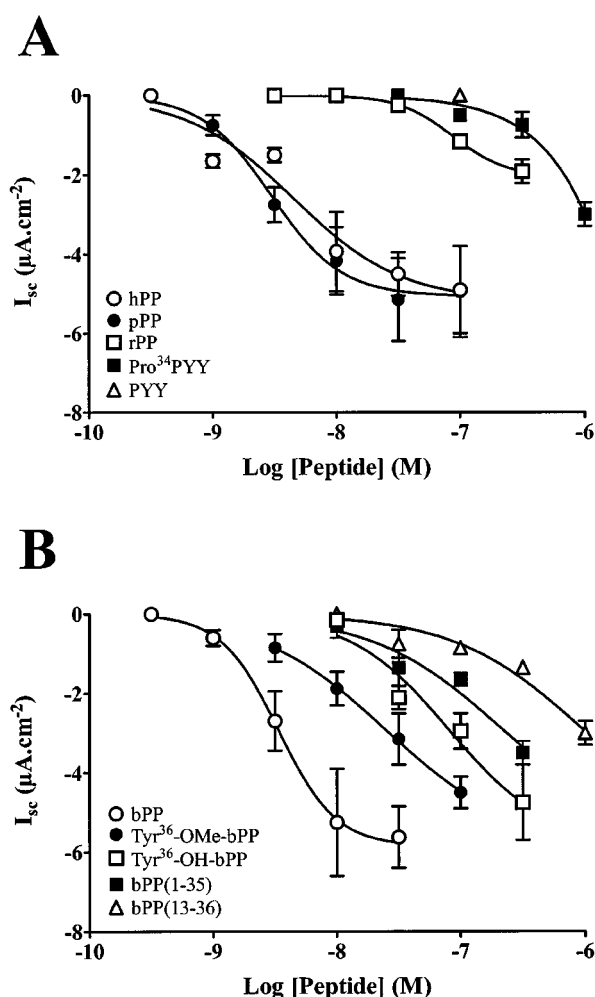 A
0
-2
-4
-6
-8
I_sc (μA.cm⁻²)
hPP
pPP
rPP
Pro³⁴PYY
PYY
-10 -9 -8 -7 -6
Log [Peptide] (M)
B
0
-2
-4
-6
-8
I_sc (μA.cm⁻²)
bPP
Tyr³⁶-OMe-bPP
Tyr³⁶-OH-bPP
bPP(1-35)
bPP(13-36)
-10 -9 -8 -7 -6
Log [Peptide] (M)